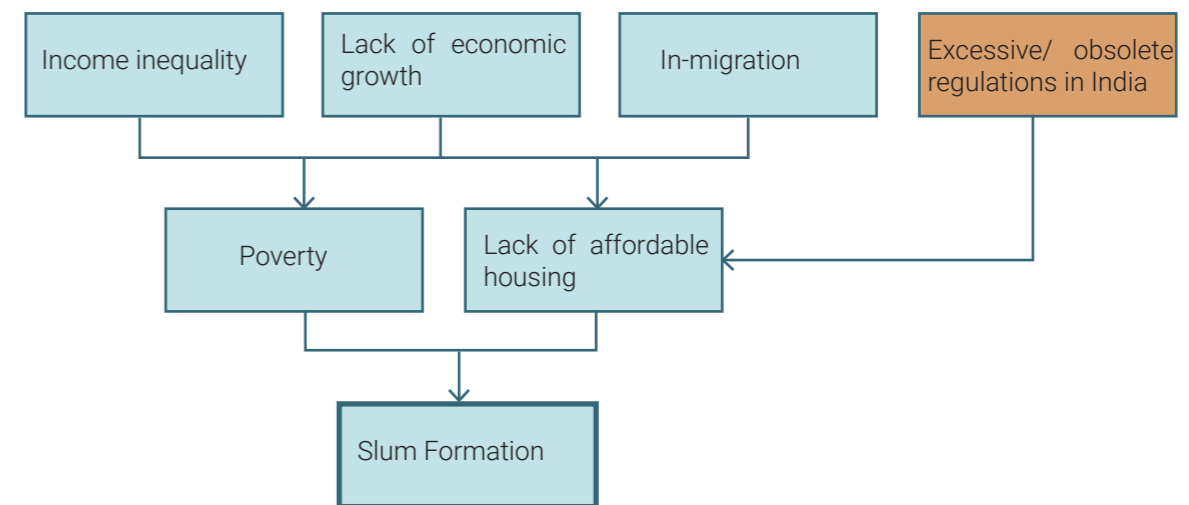 Income inequality
Lack of economic
growth
In-migration
Excessive/ obsolete
regulations in India
Poverty
Lack of affordable
housing
Slum Formation